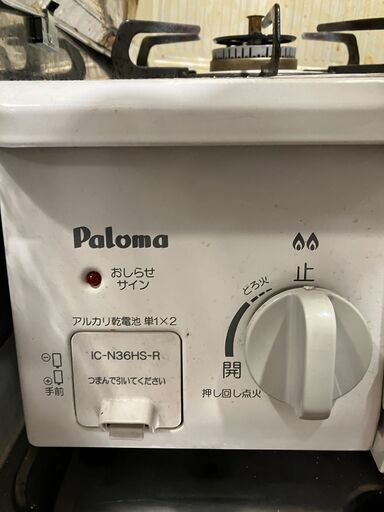 Paloma
おしらせ
サイン
アルカリ乾電池 単1×2
IC-N36HS-R
つまんで引いてください
⊖
⊕
手前
止
とろ火
開
押し回し点火